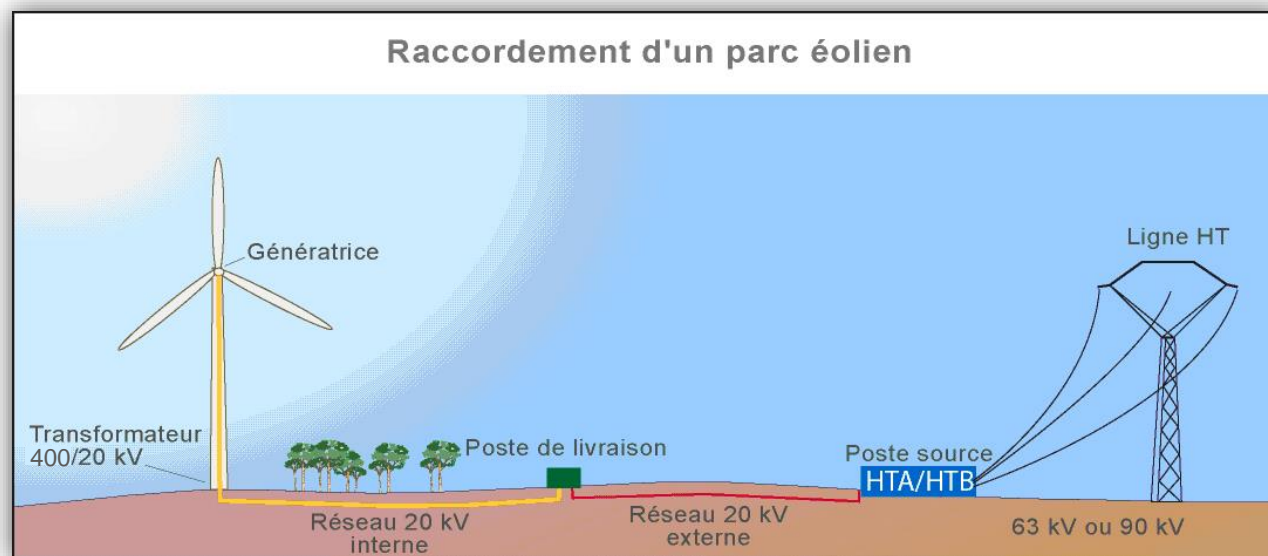 Raccordement d'un parc éolien
Génératrice
Ligne HT
Transformateur
400/20 kV
Poste de livraison
Poste source
HTA/HTB
Réseau 20 kV
interne
Réseau 20 kV
externe
63 kV ou 90 kV